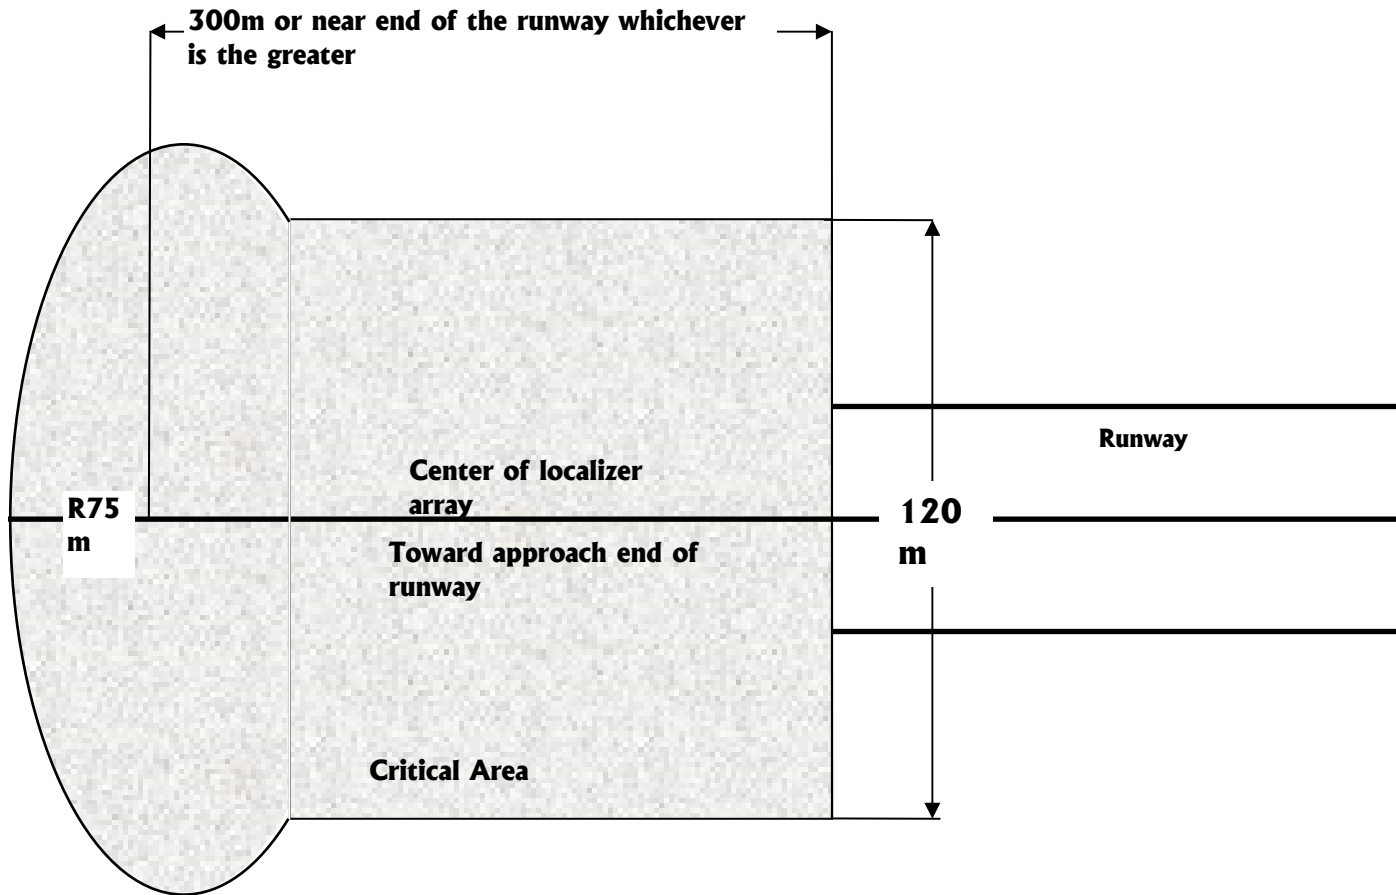 300m or near end of the runway whichever
is the greater
Runway
Center of localizer
array
R75
m
120
m
Toward approach end of
runway
Critical Area